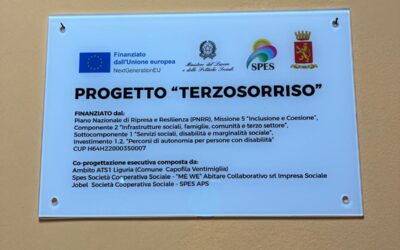 Finanziato
dall'Unione europea
NextGenerationEU
Ministero del Lavoro
e delle Politiche Sociali
SPES
PROGETTO "TERZOSORRISO"
FINANZIATO dal:
Piano Nazionale di Ripresa e Resilienza (PNRR), Missione 5 "Inclusione e Coesione",
Componente 2 "Infrastrutture sociali, famiglie, comunità e terzo settore",
Sottocomponente 1 "Servizi sociali, disabilità e marginalità sociale",
Investimento 1.2, "Percorsi di autonomia per persone con disabilità"
CUP H64H22000350007
Co-progettazione esecutiva composta da:
Ambito ATS1 Liguria (Comune Capofila Ventimiglia)
Spes Società Cooperativa Sociale - "ME WE" Abitare Collaborativo srl Impresa Sociale
Jobel Società Cooperativa Sociale - SPES APS